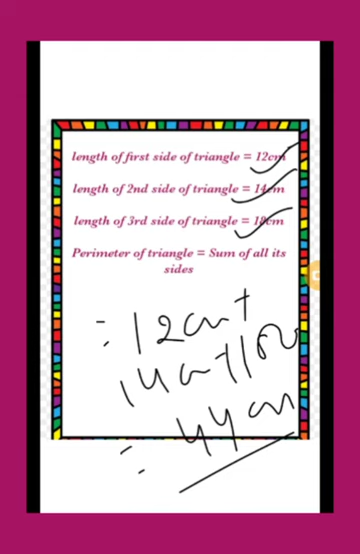 length of first side of triangle = 12cm
length of 2nd side of triangle = 14cm
length of 3rd side of triangle = 18cm
Perimeter of triangle = Sum of all its
sides
= 12cm +
14cm + 18cm
= 44cm